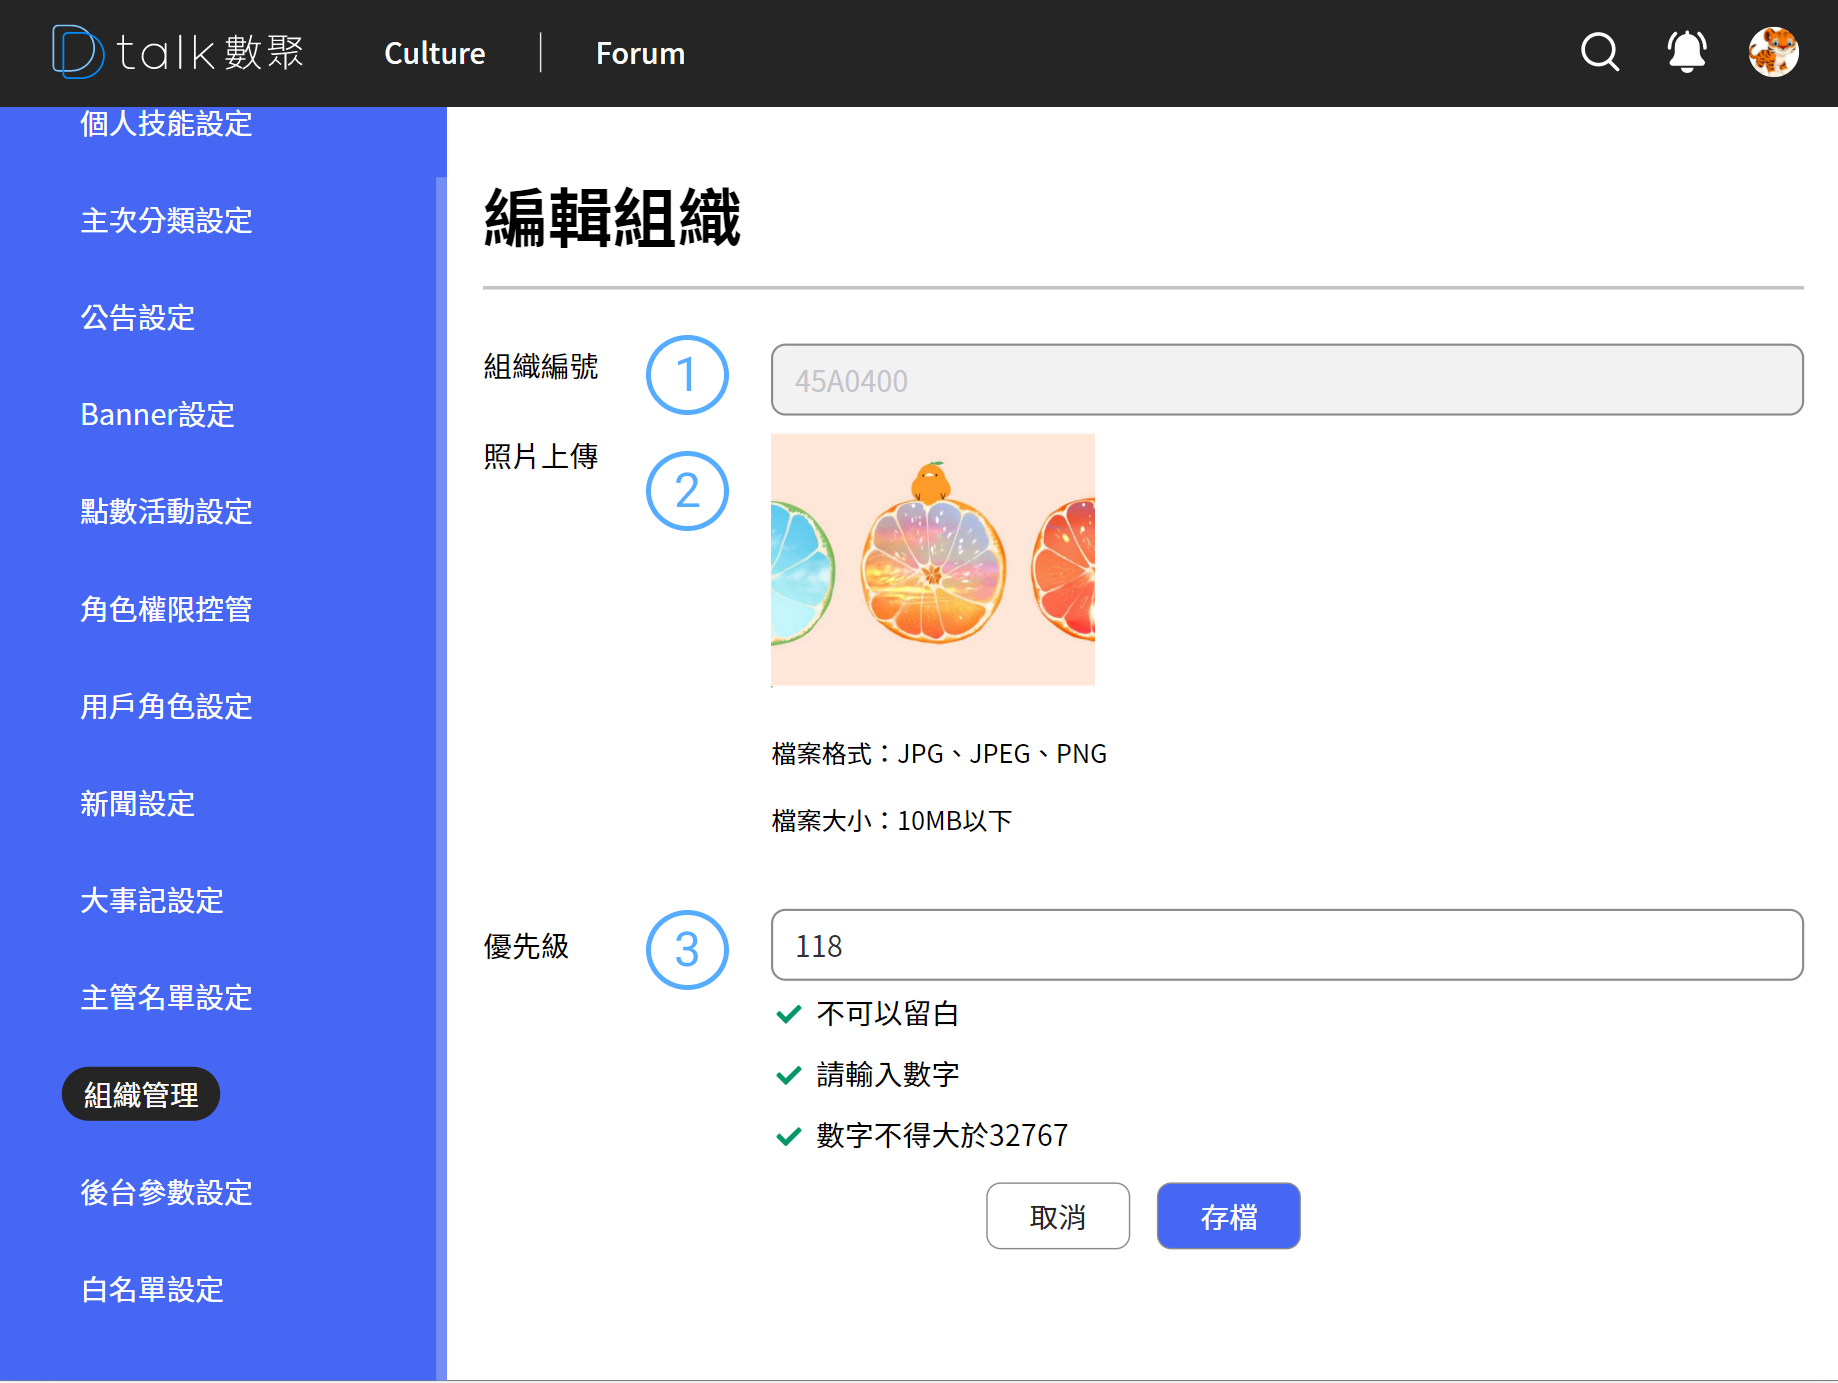 Dtalk數聚
Culture
Forum
個人技能設定
主次分類設定
公告設定
Banner設定
點數活動設定
角色權限控管
用戶角色設定
新聞設定
大事記設定
主管名單設定
組織管理
後台參數設定
白名單設定
編輯組織
組織編號
1
45A0400
照片上傳
2
檔案格式：JPG、JPEG、PNG
檔案大小：10MB以下
優先級
3
118
不可以留白
請輸入數字
數字不得大於32767
取消
存檔